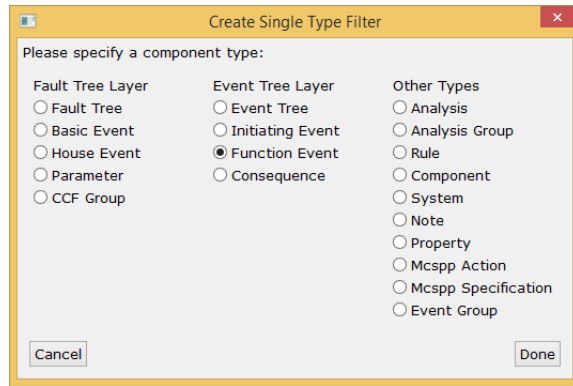 Create Single Type Filter
Please specify a component type:
Fault Tree Layer
Fault Tree
Basic Event
House Event
Parameter
CCF Group
Event Tree Layer
Event Tree
Initiating Event
Function Event
Consequence
Other Types
Analysis
Analysis Group
Rule
Component
System
Note
Property
Mcspp Action
Mcspp Specification
Event Group
Cancel
Done